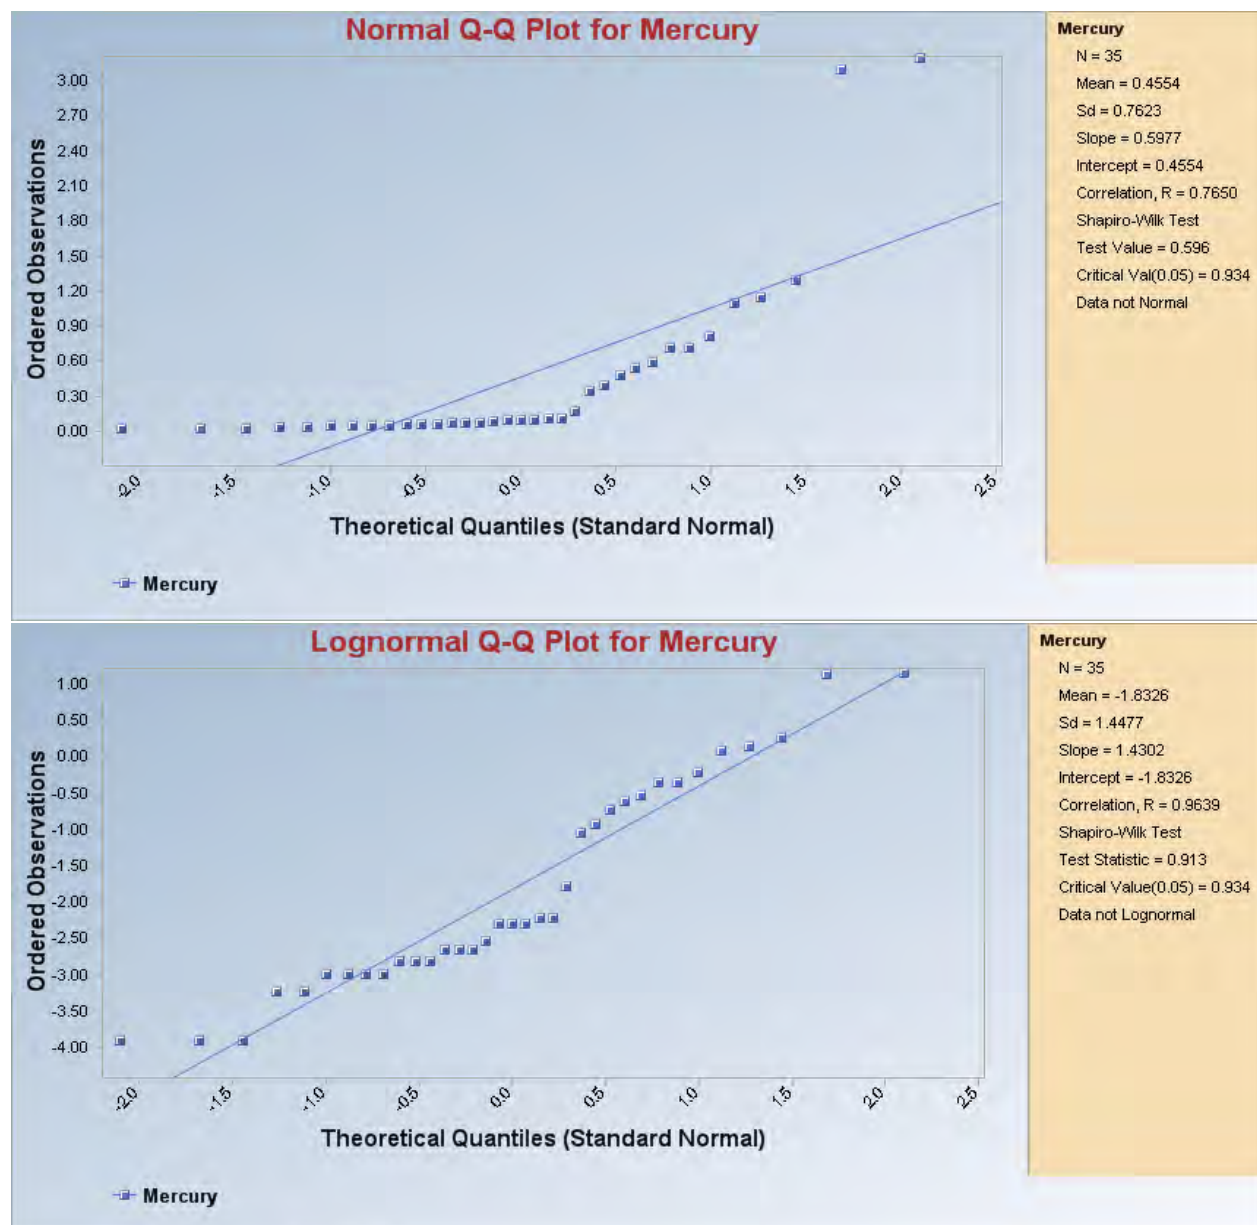 Normal Q-Q Plot for Mercury
Ordered Observations
3.00
2.70
2.40
2.10
1.80
1.50
1.20
0.90
0.60
0.30
0.00
-2.0 -1.5 -1.0 -0.5 0.0 0.5 1.0 1.5 2.0 2.5
Theoretical Quantiles (Standard Normal)
Mercury
Mercury
N = 35
Mean = 0.4554
Sd = 0.7623
Slope = 0.5977
Intercept = 0.4554
Correlation, R = 0.7650
Shapiro-Wilk Test
Test Value = 0.596
Critical Val(0.05) = 0.934
Data not Normal
Lognormal Q-Q Plot for Mercury
Ordered Observations
1.00
0.50
0.00
-0.50
-1.00
-1.50
-2.00
-2.50
-3.00
-3.50
-4.00
-2.0 -1.5 -1.0 -0.5 0.0 0.5 1.0 1.5 2.0 2.5
Theoretical Quantiles (Standard Normal)
Mercury
Mercury
N = 35
Mean = -1.8326
Sd = 1.4477
Slope = 1.4302
Intercept = -1.8326
Correlation, R = 0.9639
Shapiro-Wilk Test
Test Statistic = 0.913
Critical Value(0.05) = 0.934
Data not Lognormal